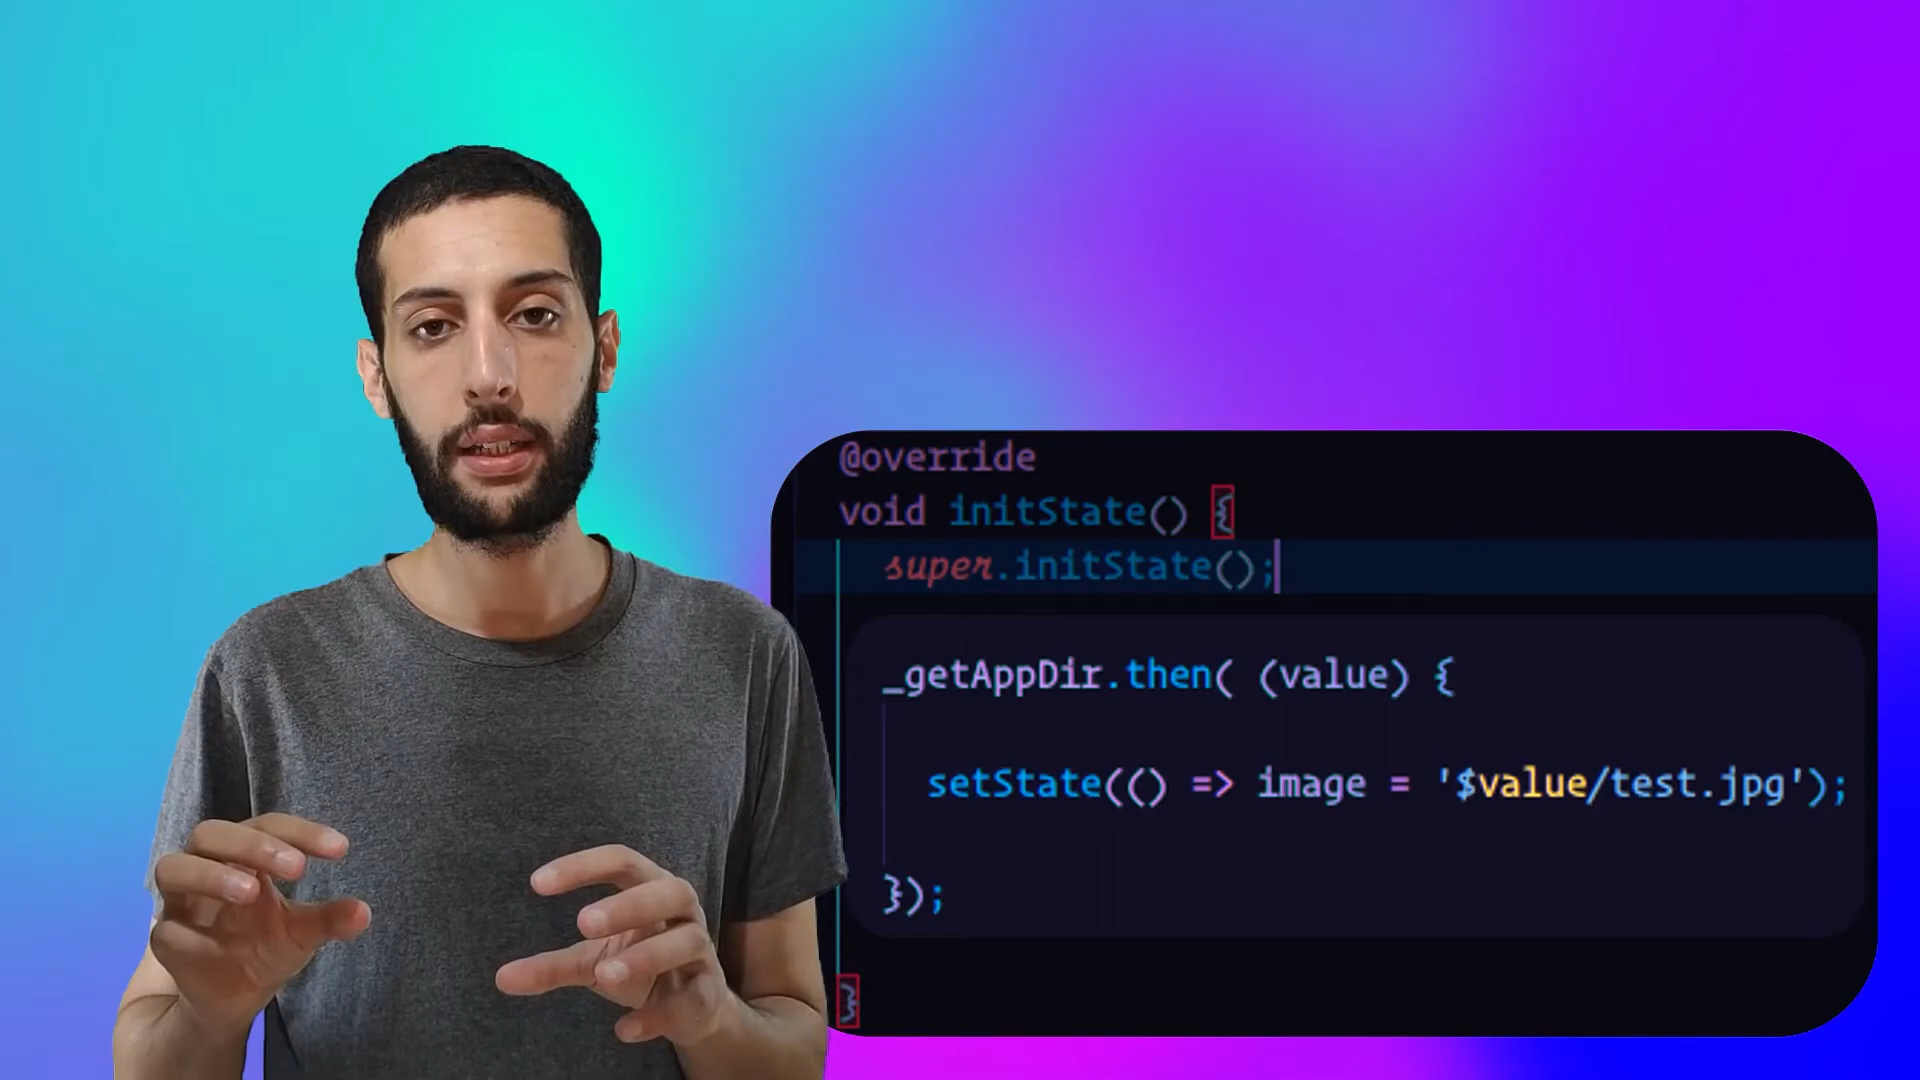 @override
void initState() {
super.initState();
_getAppDir.then( (value) {
setState(() => image = '$value/test.jpg');
});
}